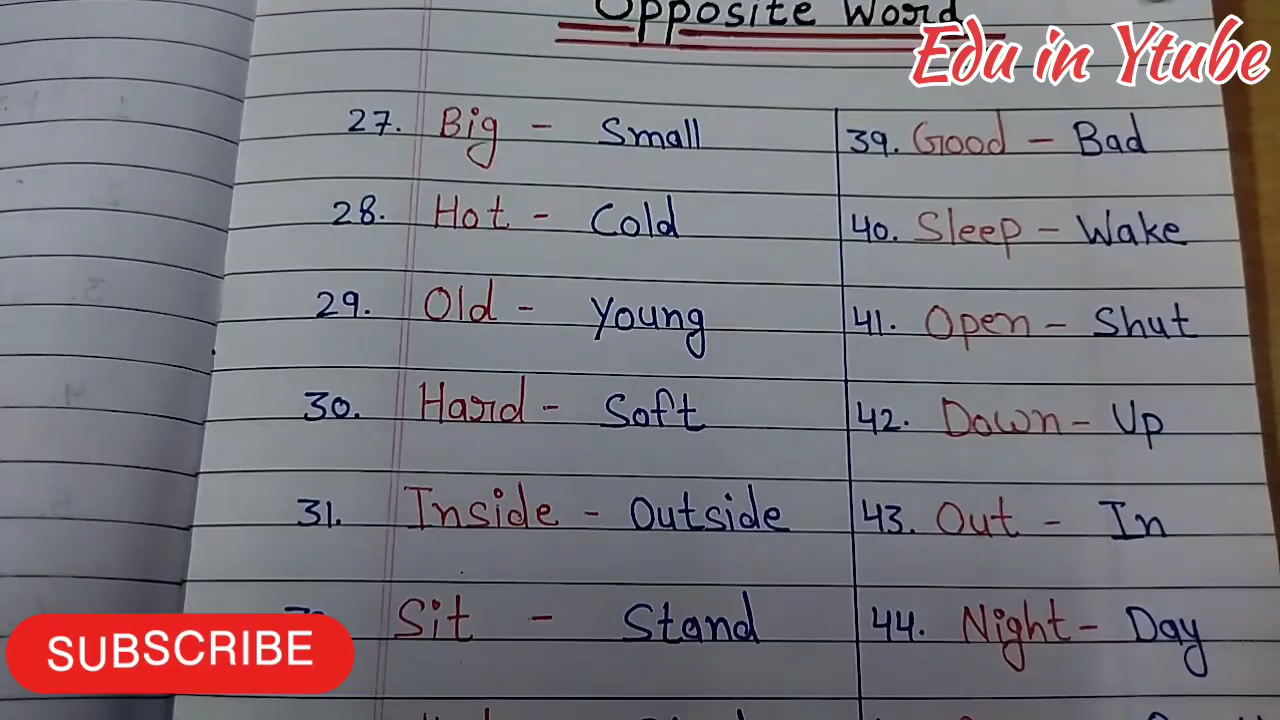 Opposite Word
Edu in Ytube
27. Big - Small
28. Hot - Cold
29. Old - Young
30. Hard - Soft
31. Inside - Outside
Sit - Stand
39. Good - Bad
40. Sleep - Wake
41. Open - Shut
42. Down - Up
43. Out - In
44. Night - Day
SUBSCRIBE